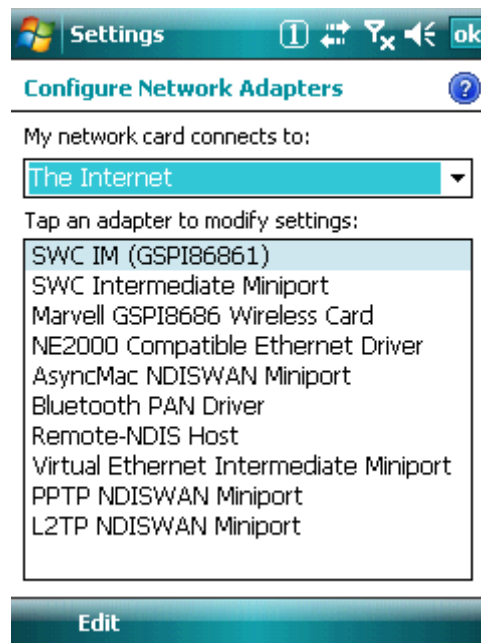 Settings
1
ok
Configure Network Adapters
?
My network card connects to:
The Internet
Tap an adapter to modify settings:
SWC IM (GSPI86861)
SWC Intermediate Miniport
Marvell GSPI8686 Wireless Card
NE2000 Compatible Ethernet Driver
AsyncMac NDISWAN Miniport
Bluetooth PAN Driver
Remote-NDIS Host
Virtual Ethernet Intermediate Miniport
PPTP NDISWAN Miniport
L2TP NDISWAN Miniport
Edit